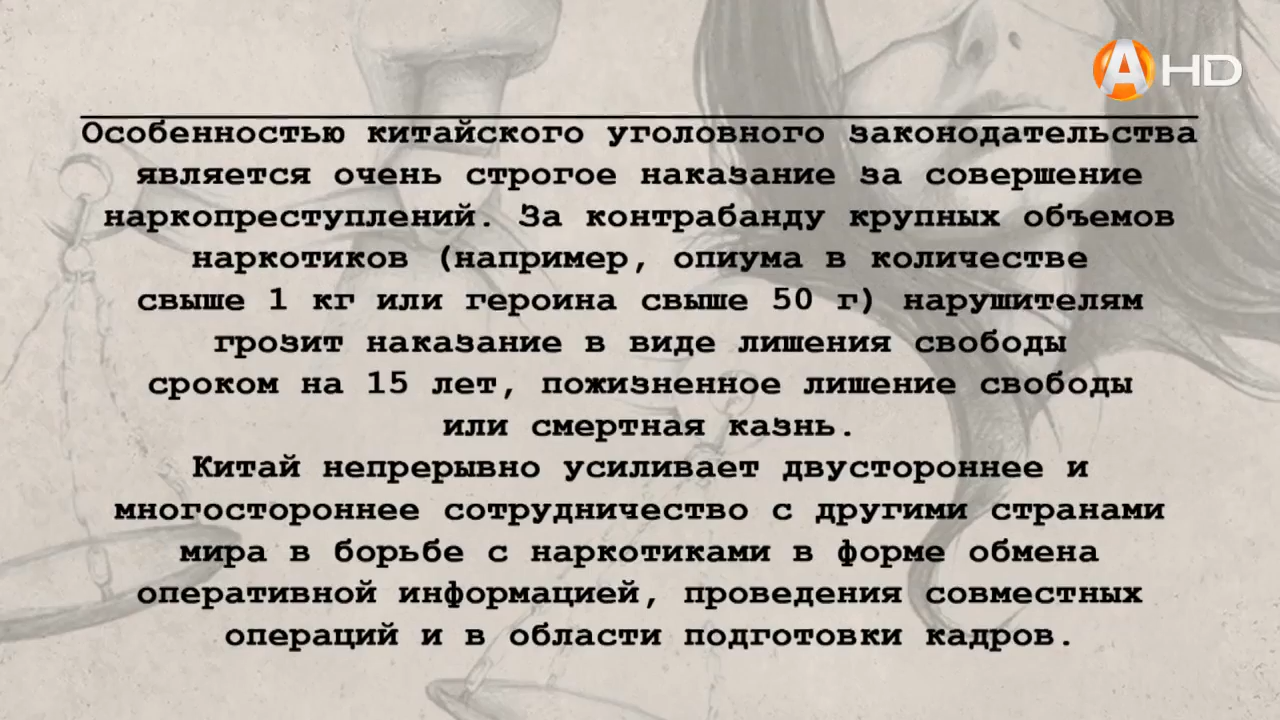 AHD
Особенностью китайского уголовного законодательства
является очень строгое наказание за совершение
наркопреступлений. За контрабанду крупных объемов
наркотиков (например, опиума в количестве
свыше 1 кг или героина свыше 50 г) нарушителям
грозит наказание в виде лишения свободы
сроком на 15 лет, пожизненное лишение свободы
или смертная казнь.
Китай непрерывно усиливает двустороннее и
многостороннее сотрудничество с другими странами
мира в борьбе с наркотиками в форме обмена
оперативной информацией, проведения совместных
операций и в области подготовки кадров.